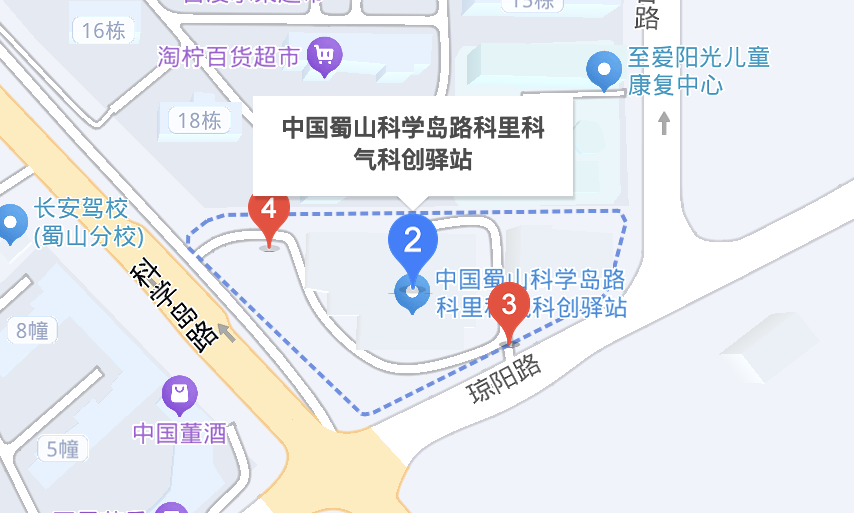 16栋
15栋
路
淘柠百货超市
至爱阳光儿童
康复中心
18栋
中国蜀山科学岛路科里科
气科创驿站
长安驾校
(蜀山分校)
4
2
中国蜀山科学岛路
科里科气科创驿站
3
科学岛路
琼阳路
8幢
中国董酒
5幢